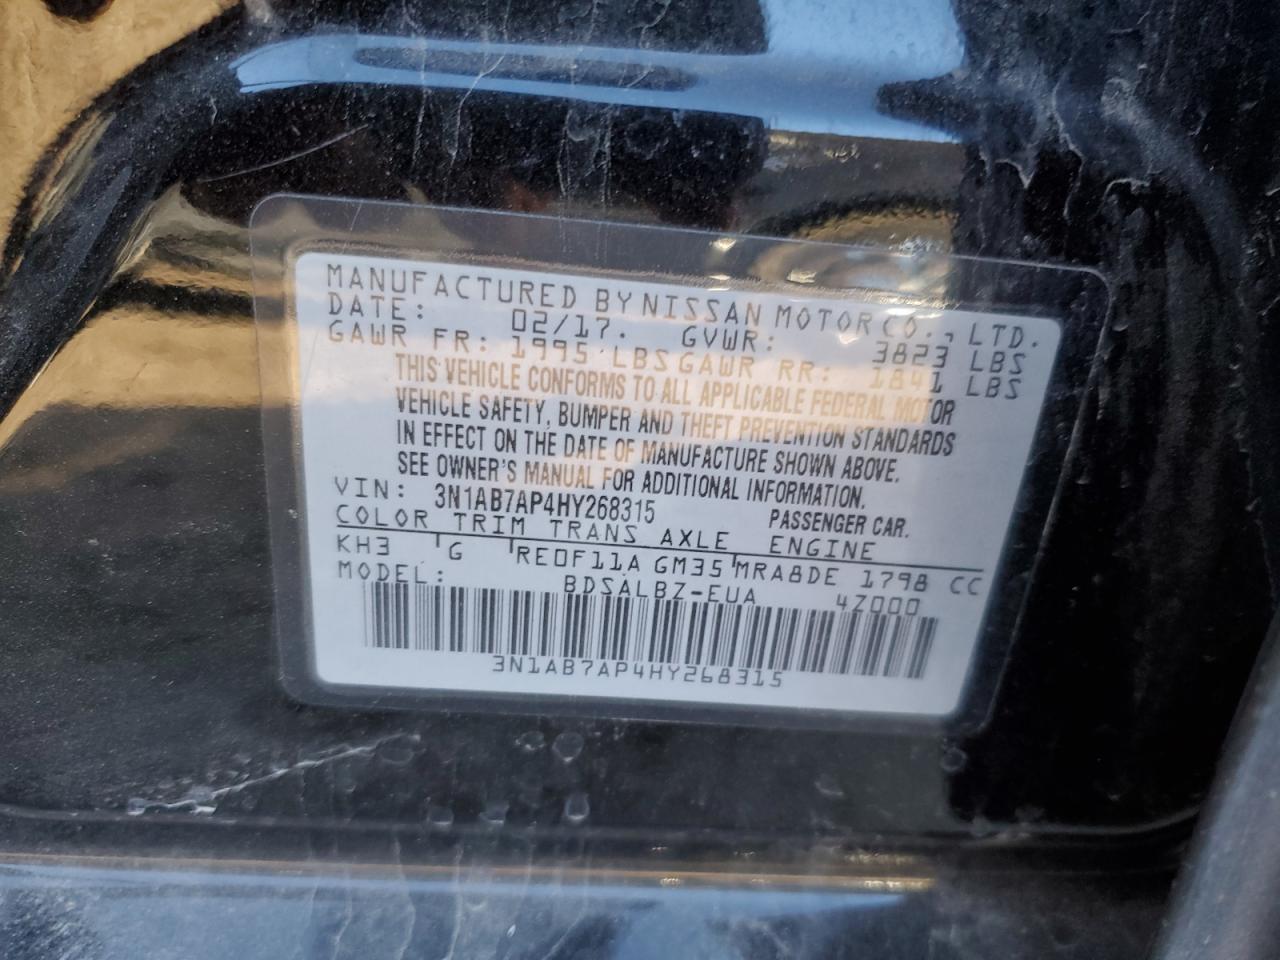 MANUFACTURED BY NISSAN MOTOR CO., LTD.
DATE: 02/17. GVWR: 3823 LBS
GAWR FR: 1995 LBS GAWR RR: 1841 LBS
THIS VEHICLE CONFORMS TO ALL APPLICABLE FEDERAL MOTOR
VEHICLE SAFETY, BUMPER AND THEFT PREVENTION STANDARDS
IN EFFECT ON THE DATE OF MANUFACTURE SHOWN ABOVE.
SEE OWNER'S MANUAL FOR ADDITIONAL INFORMATION.
VIN: 3N1AB7AP4HY268315 PASSENGER CAR.
COLOR TRIM TRANS AXLE ENGINE
KH3 G RE0F11A GM35 MRA8DE 1798 CC
MODEL: BDSALBZ-EUA 4Z000
3N1AB7AP4HY268315